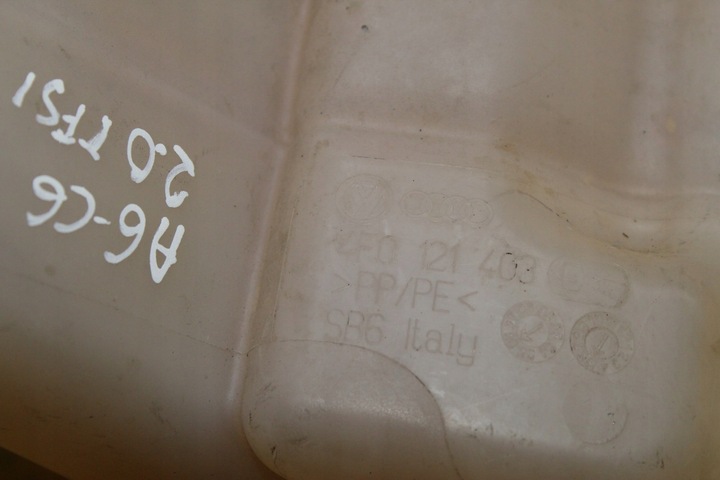 A6-C6
2.0 TFSI
4F0 121 403
>PP/PE<
SR6 Italy